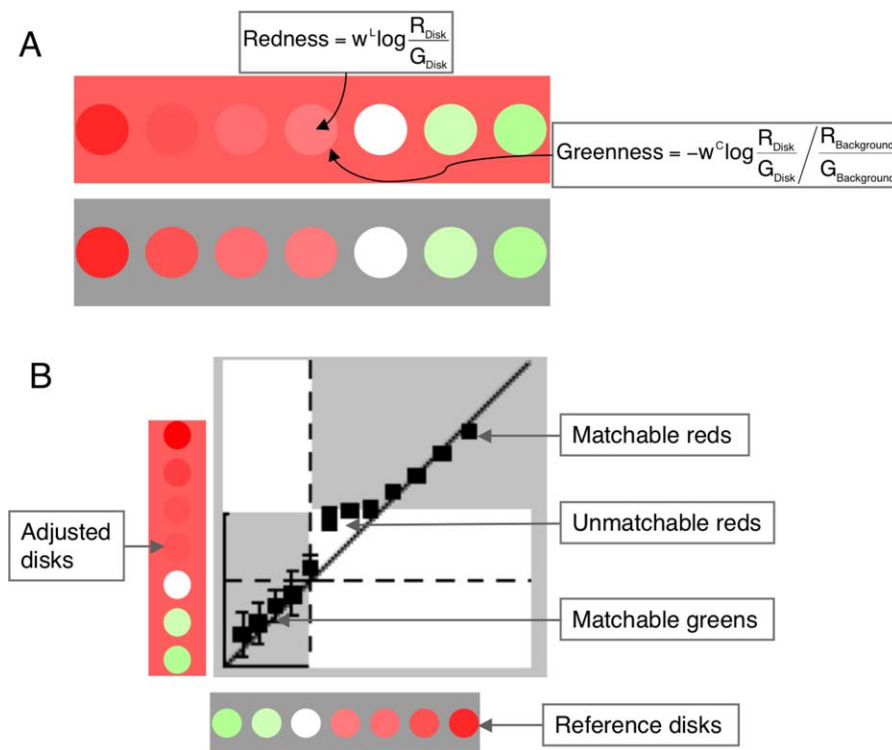 A
Redness = w^L log R_Disk / G_Disk
Greenness = −w^C log R_Disk / G_Disk / R_Background / G_Background
B
Matchable reds
Unmatchable reds
Adjusted
disks
Matchable greens
Reference disks